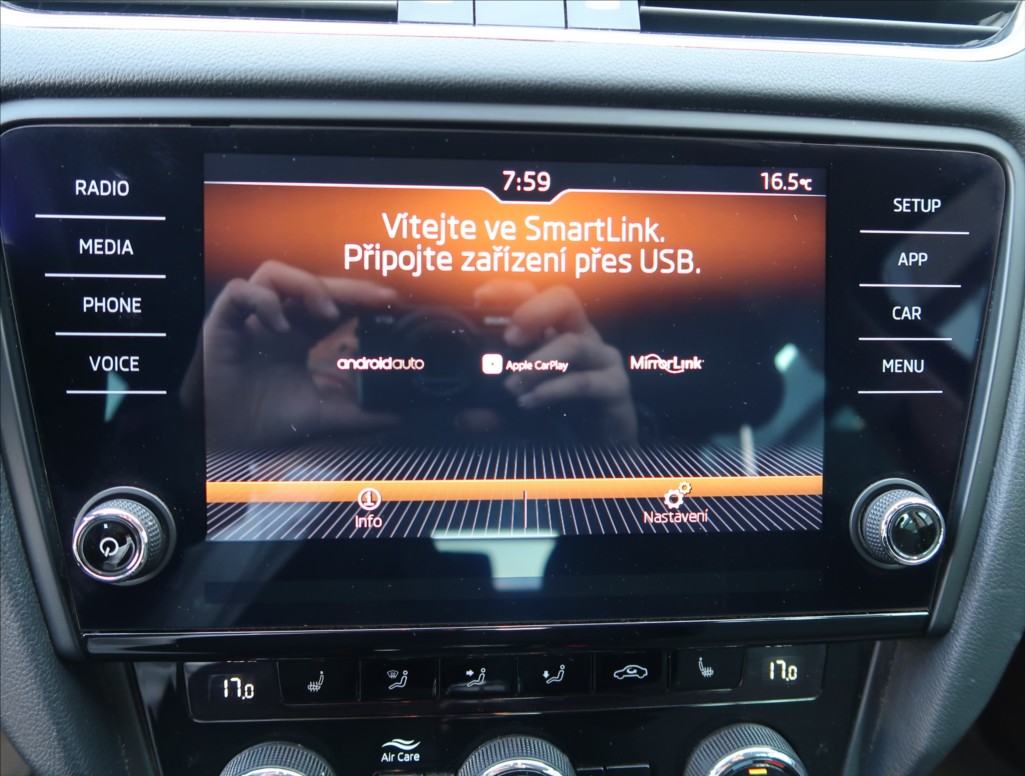 7:59
16.5°C
Vítejte ve SmartLink.
Připojte zařízení přes USB.
androidauto
Apple CarPlay
MirrorLink
Info
Nastavení
RADIO
MEDIA
PHONE
VOICE
SETUP
APP
CAR
MENU
17.0
17.0
Air Care